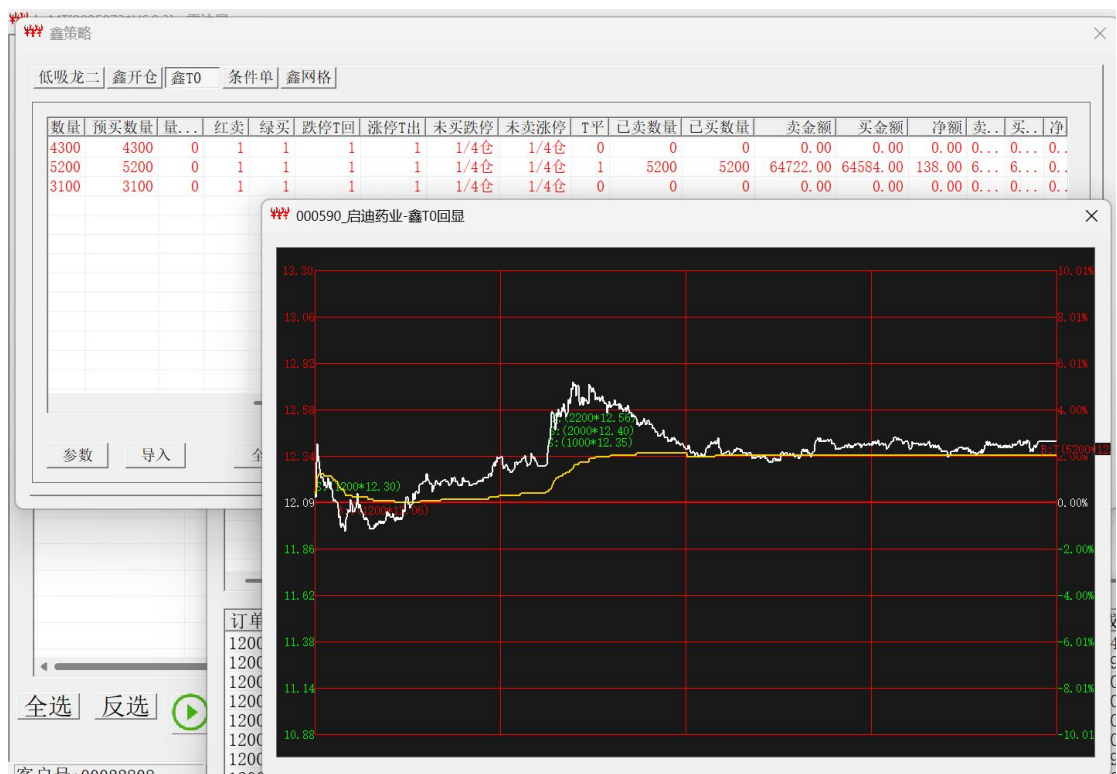 鑫策略
低吸龙二 鑫开仓 鑫T0 条件单 鑫网格
数量 预买数量 量... 红卖 绿买 跌停T回 涨停T出 未买跌停 未卖涨停 T平 已卖数量 已买数量 卖金额 买金额 净额 卖.. 买.. 净
4300 4300 0 1 1 1 1 1/4仓 1/4仓 0 0 0 0.00 0.00 0.00 0... 0... 0..
5200 5200 0 1 1 1 1 1/4仓 1/4仓 1 5200 5200 64722.00 64584.00 138.00 6... 6... 0..
3100 3100 0 1 1 1 1 1/4仓 1/4仓 0 0 0 0.00 0.00 0.00 0... 0... 0..
000590_启迪药业-鑫T0回显
13.30 10.01%
13.06 8.01%
12.82 6.01%
12.58 4.00%
(2200*12.56)
(2000*12.40)
S:(1000*12.35)
12.34 2.00%
B:T(5200*12
(1200*12.30)
12.09 0.00%
(1200*12.06)
11.86 -2.00%
11.62 -4.00%
11.38 -6.01%
11.14 -8.01%
10.88 -10.01
参数 导入 全
订单
1200
1200
1200
1200
1200
1200
1200
全选 反选